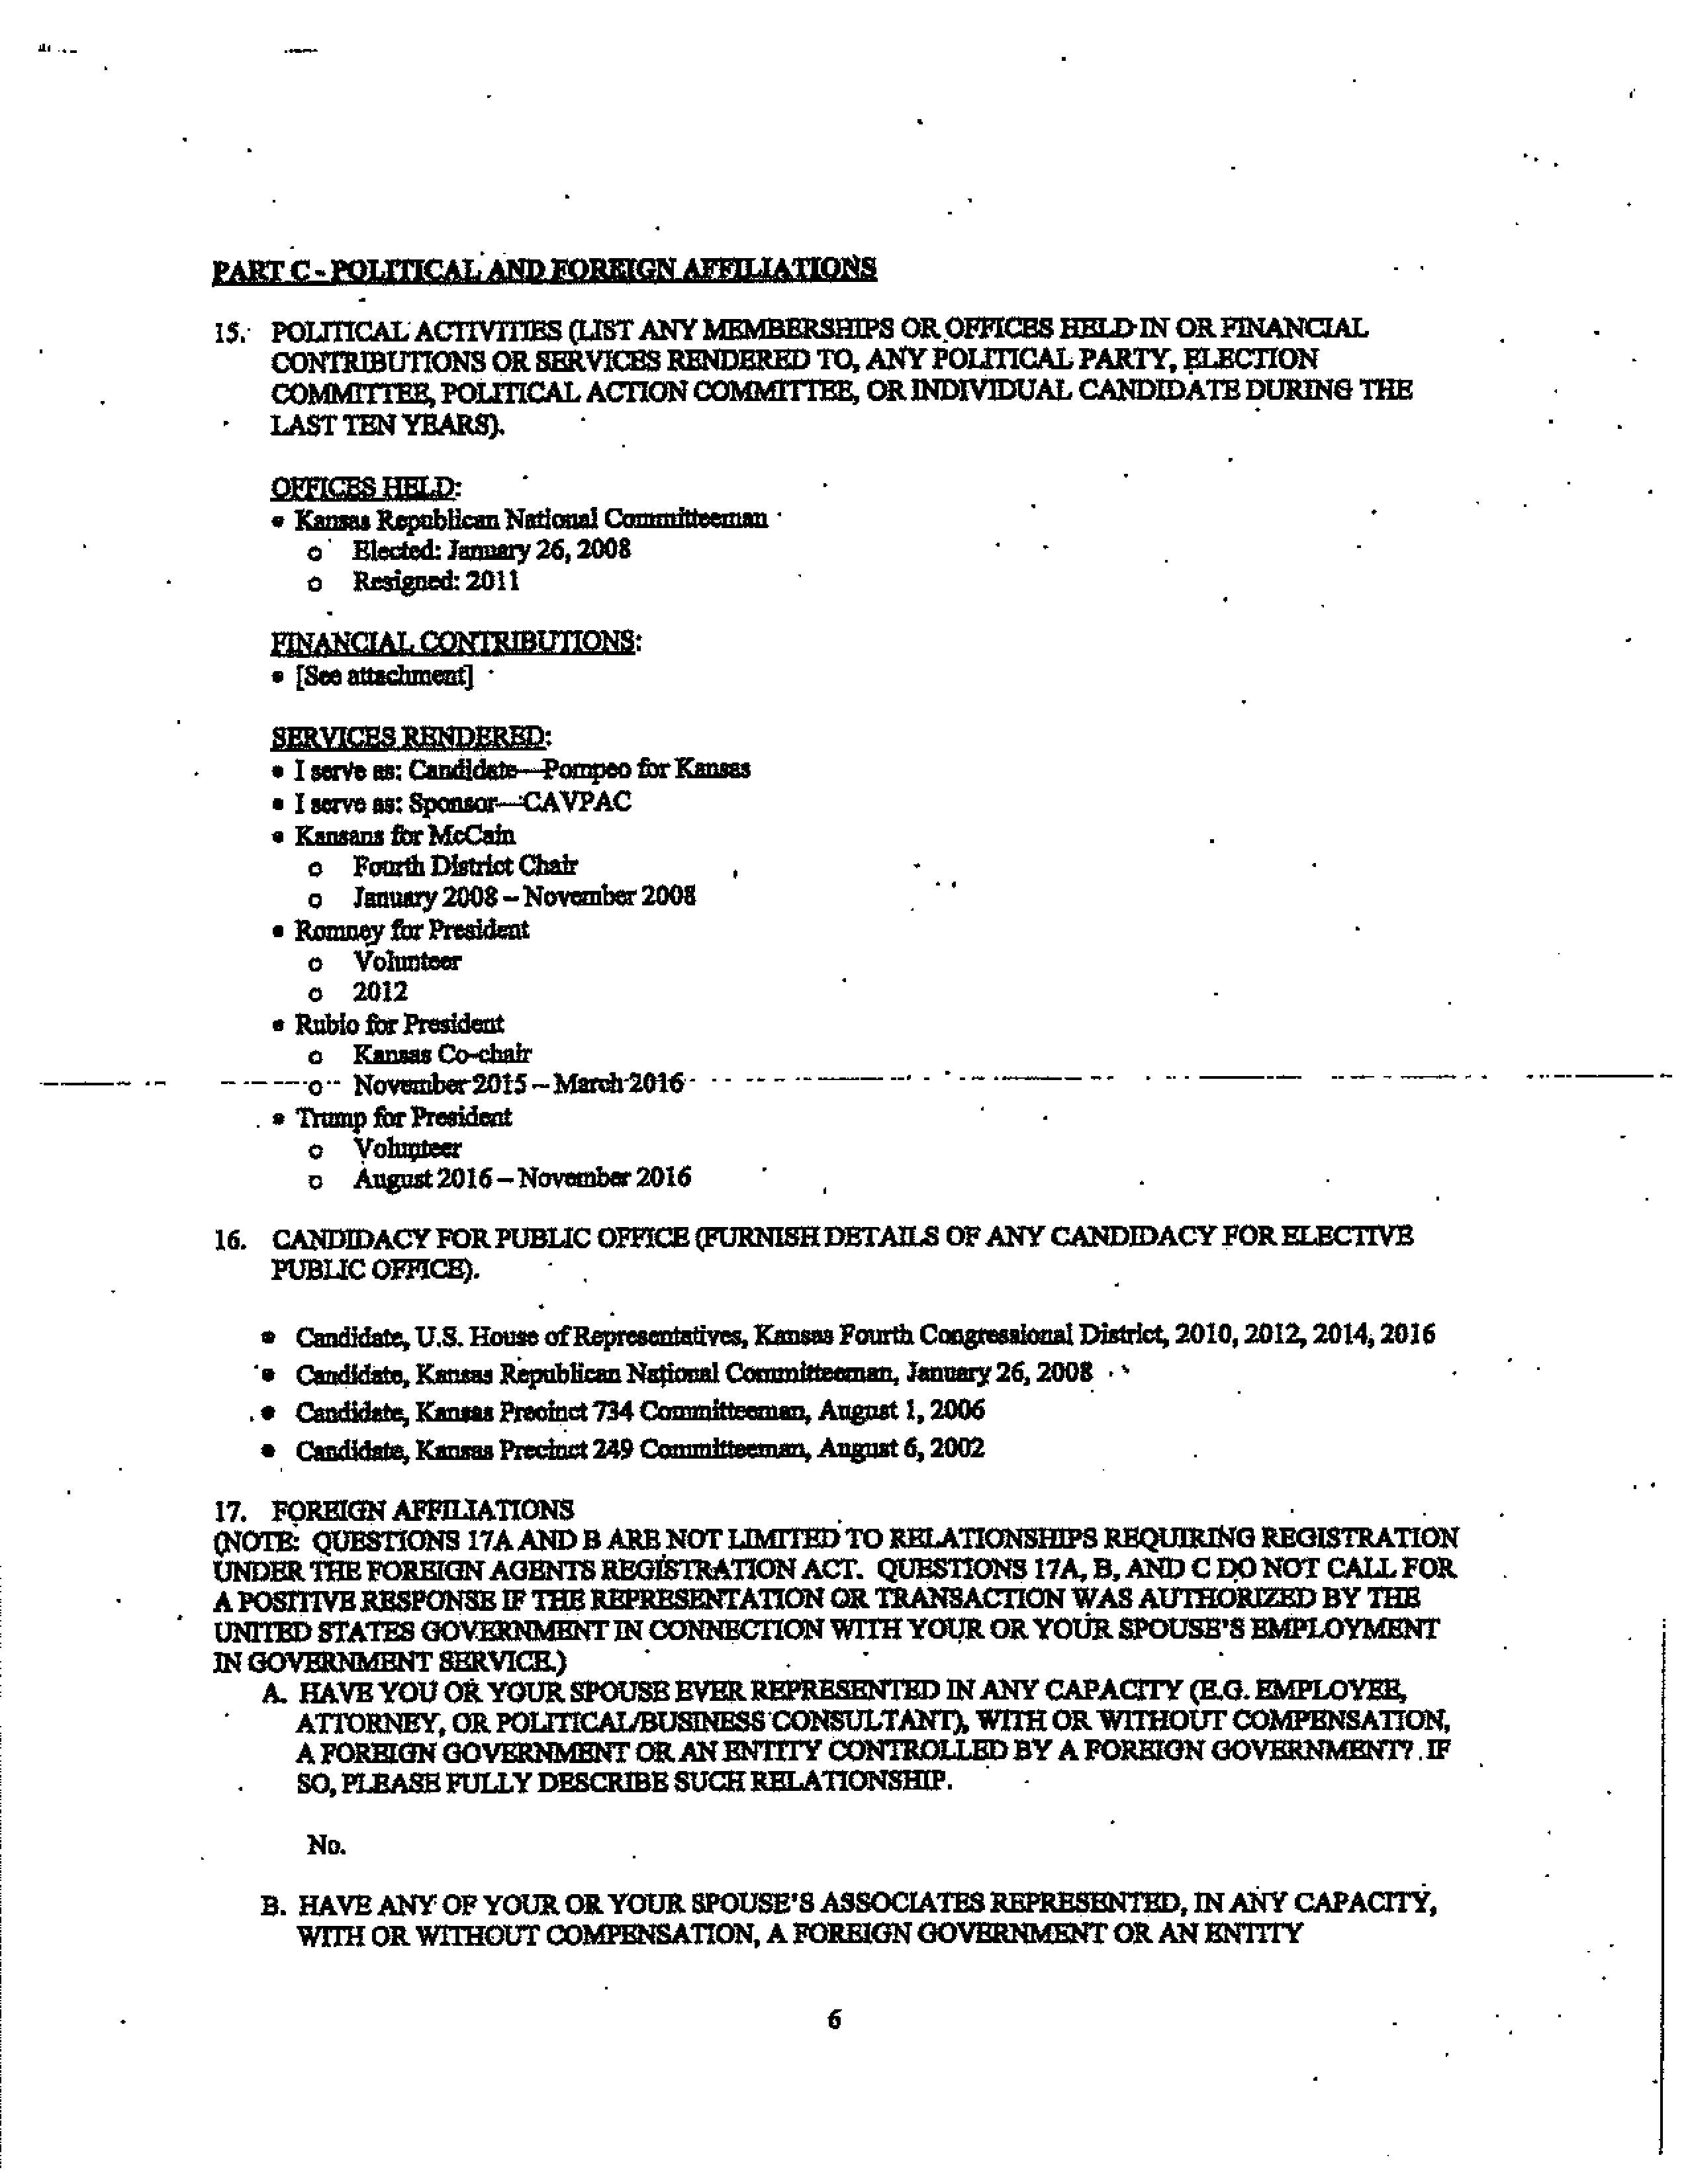 PART C - POLITICAL AND FOREIGN AFFILIATIONS
15. POLITICAL ACTIVITIES (LIST ANY MEMBERSHIPS OR OFFICES HELD IN OR FINANCIAL
CONTRIBUTIONS OR SERVICES RENDERED TO, ANY POLITICAL PARTY, ELECTION
COMMITTEE, POLITICAL ACTION COMMITTEE, OR INDIVIDUAL CANDIDATE DURING THE
LAST TEN YEARS).
OFFICES HELD:
• Kansas Republican National Committeeman
o Elected: January 26, 2008
o Resigned: 2011
FINANCIAL CONTRIBUTIONS:
• [See attachment]
SERVICES RENDERED:
• I serve as: Candidate—Pompeo for Kansas
• I serve as: Sponsor—CAVPAC
• Kansans for McCain
o Fourth District Chair
o January 2008 – November 2008
• Romney for President
o Volunteer
o 2012
• Rubio for President
o Kansas Co-chair
o November 2015 – March 2016
• Trump for President
o Volunteer
o August 2016 – November 2016
16. CANDIDACY FOR PUBLIC OFFICE (FURNISH DETAILS OF ANY CANDIDACY FOR ELECTIVE
PUBLIC OFFICE).
• Candidate, U.S. House of Representatives, Kansas Fourth Congressional District, 2010, 2012, 2014, 2016
• Candidate, Kansas Republican National Committeeman, January 26, 2008
• Candidate, Kansas Precinct 734 Committeeman, August 1, 2006
• Candidate, Kansas Precinct 249 Committeeman, August 6, 2002
17. FOREIGN AFFILIATIONS
(NOTE: QUESTIONS 17A AND B ARE NOT LIMITED TO RELATIONSHIPS REQUIRING REGISTRATION
UNDER THE FOREIGN AGENTS REGISTRATION ACT. QUESTIONS 17A, B, AND C DO NOT CALL FOR
A POSITIVE RESPONSE IF THE REPRESENTATION OR TRANSACTION WAS AUTHORIZED BY THE
UNITED STATES GOVERNMENT IN CONNECTION WITH YOUR OR YOUR SPOUSE'S EMPLOYMENT
IN GOVERNMENT SERVICE.)
A. HAVE YOU OR YOUR SPOUSE EVER REPRESENTED IN ANY CAPACITY (E.G. EMPLOYEE,
ATTORNEY, OR POLITICAL/BUSINESS CONSULTANT), WITH OR WITHOUT COMPENSATION,
A FOREIGN GOVERNMENT OR AN ENTITY CONTROLLED BY A FOREIGN GOVERNMENT? IF
SO, PLEASE FULLY DESCRIBE SUCH RELATIONSHIP.
No.
B. HAVE ANY OF YOUR OR YOUR SPOUSE'S ASSOCIATES REPRESENTED, IN ANY CAPACITY,
WITH OR WITHOUT COMPENSATION, A FOREIGN GOVERNMENT OR AN ENTITY
6